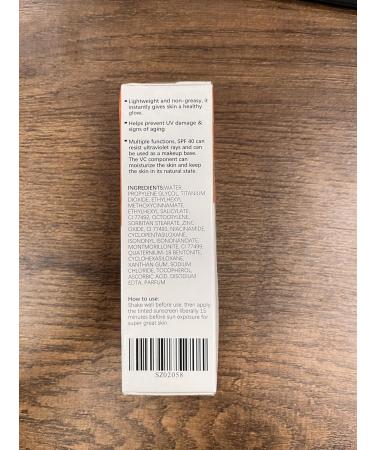 • Lightweight and non-greasy, it
instantly gives skin a healthy
glow.
• Helps prevent UV damage &
signs of aging
• Multiple functions, SPF 40 can
resist ultraviolet rays and can
be used as a makeup base.
The VC component can
moisturize the skin and keep
the skin in its natural state.
INGREDIENTS:WATER,
PROPYLENE GLYCOL, TITANIUM
DIOXIDE, ETHYLHEXYL
METHOXYCINNAMATE,
ETHYLHEXYL SALICYLATE,
CI 77492, OCTOCRYLENE,
SORBITAN STEARATE, ZINC
OXIDE, CI 77491, NIACINAMIDE,
CYCLOPENTASILOXANE,
ISONONYL ISONONANOATE,
MONTMORILLONITE, CI 77499,
QUATERNIUM-18 BENTONITE,
CYCLOHEXASILOXANE,
XANTHAN GUM, SODIUM
CHLORIDE, TOCOPHEROL,
ASCORBIC ACID, DISODIUM
EDTA, PARFUM
How to use:
Shake well before use, then apply
the tinted sunscreen liberally 15
minutes before sun exposure for
super great skin
SZ02058